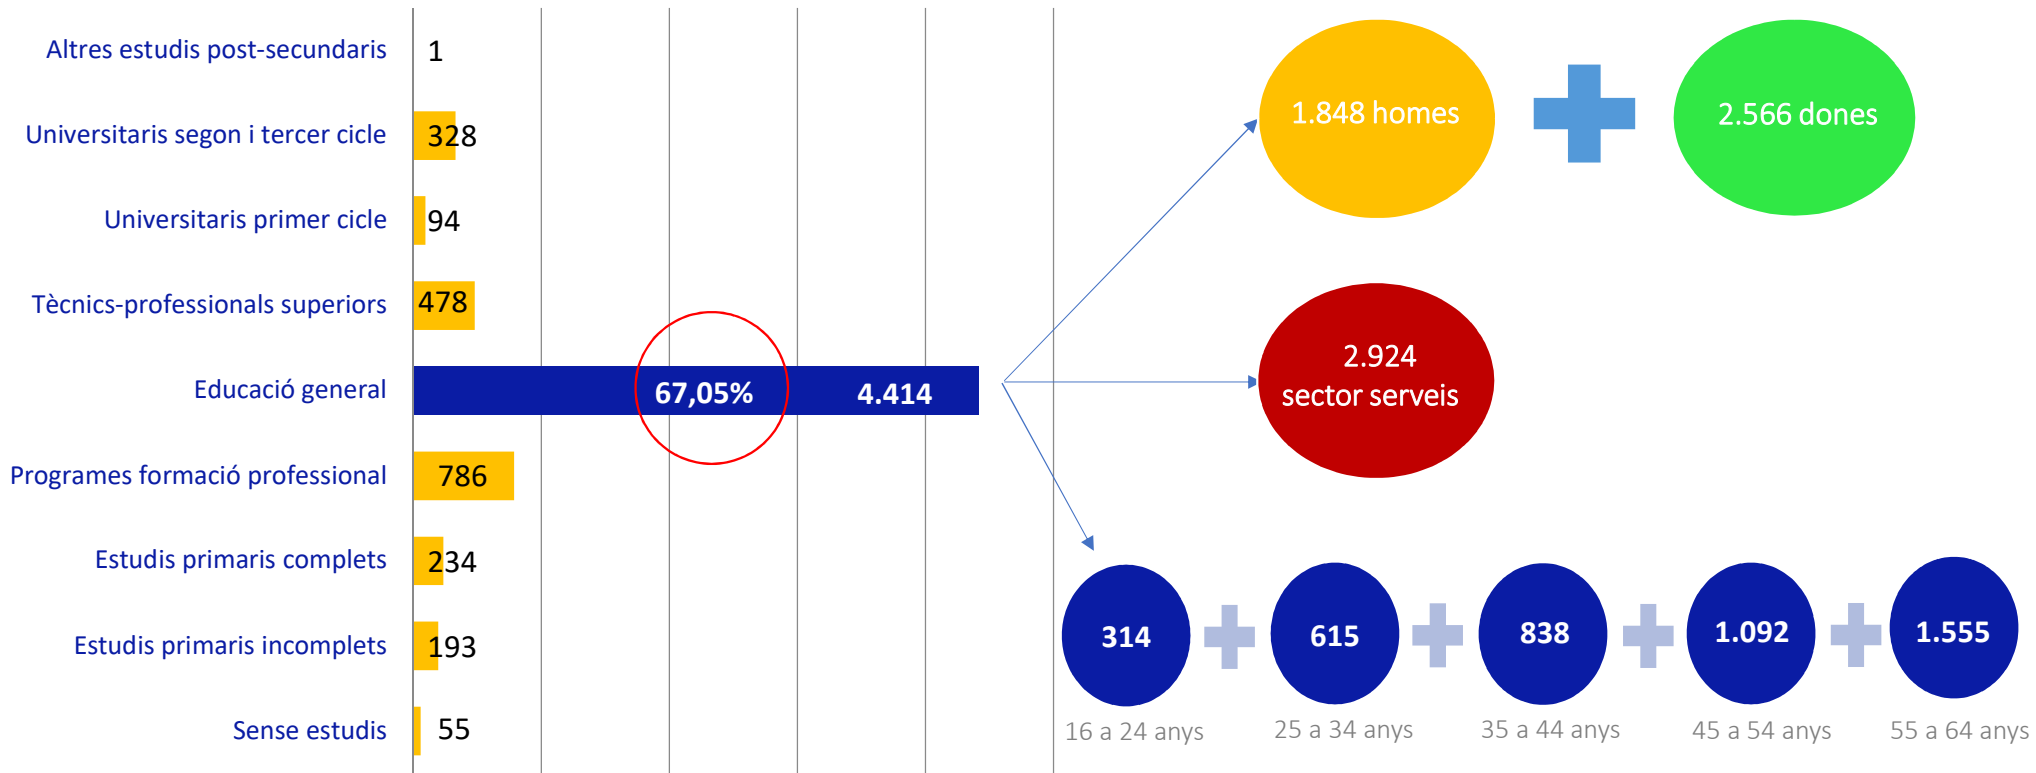 Altres estudis post-secundaris
1
Universitaris segon i tercer cicle
328
Universitaris primer cicle
94
Tècnics-professionals superiors
478
Educació general
67,05%
4.414
Programes formació professional
786
Estudis primaris complets
234
Estudis primaris incomplets
193
Sense estudis
55
1.848 homes
2.566 dones
2.924
sector serveis
314
615
838
1.092
1.555
16 a 24 anys
25 a 34 anys
35 a 44 anys
45 a 54 anys
55 a 64 anys